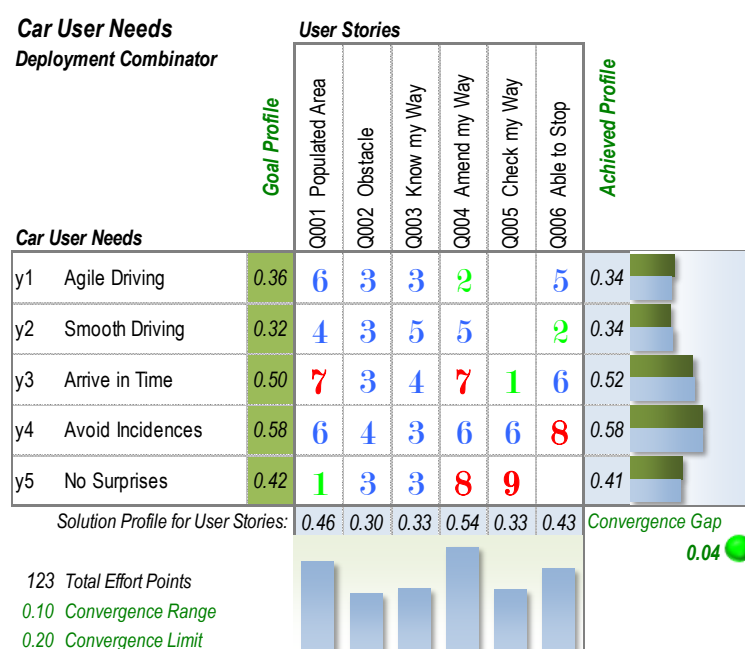 Car User Needs
User Stories
Deployment Combinator
Goal Profile
Q001 Populated Area
Q002 Obstacle
Q003 Know my Way
Q004 Amend my Way
Q005 Check my Way
Q006 Able to Stop
Achieved Profile
Car User Needs
y1 Agile Driving 0.36 6 3 3 2 5 0.34
y2 Smooth Driving 0.32 4 3 5 5 2 0.34
y3 Arrive in Time 0.50 7 3 4 7 1 6 0.52
y4 Avoid Incidences 0.58 6 4 3 6 6 8 0.58
y5 No Surprises 0.42 1 3 3 8 9 0.41
Solution Profile for User Stories: 0.46 0.30 0.33 0.54 0.33 0.43 Convergence Gap
0.04
123 Total Effort Points
0.10 Convergence Range
0.20 Convergence Limit